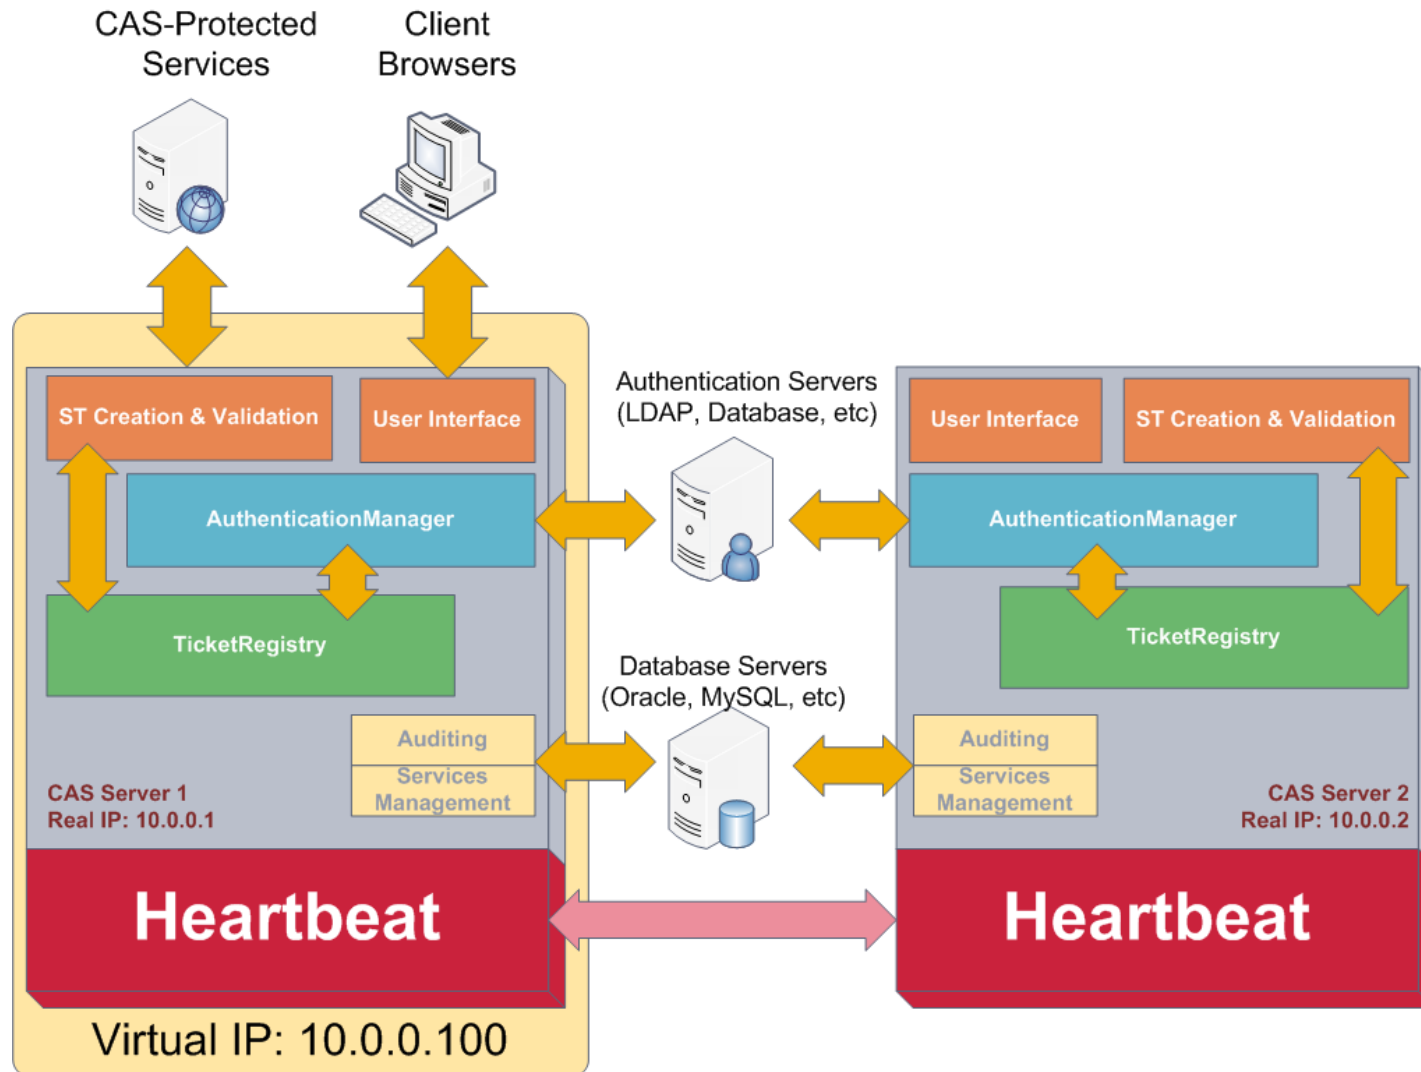 CAS-Protected
Services
Client
Browsers
ST Creation & Validation
User Interface
AuthenticationManager
TicketRegistry
Auditing
Services
Management
CAS Server 1
Real IP: 10.0.0.1
Heartbeat
Virtual IP: 10.0.0.100
Authentication Servers
(LDAP, Database, etc)
Database Servers
(Oracle, MySQL, etc)
User Interface
ST Creation & Validation
AuthenticationManager
TicketRegistry
Auditing
Services
Management
CAS Server 2
Real IP: 10.0.0.2
Heartbeat